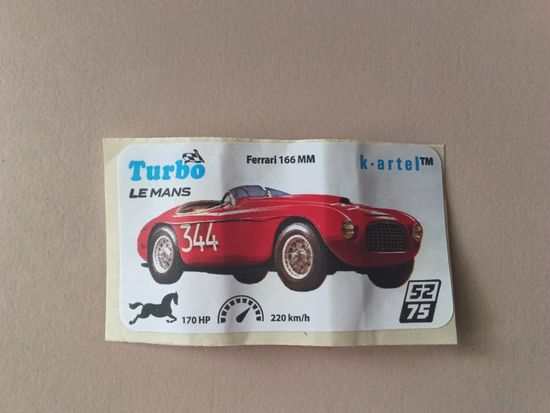 Turbo
LE MANS
Ferrari 166 MM
k·artel™
344
170 HP
220 km/h
52
75